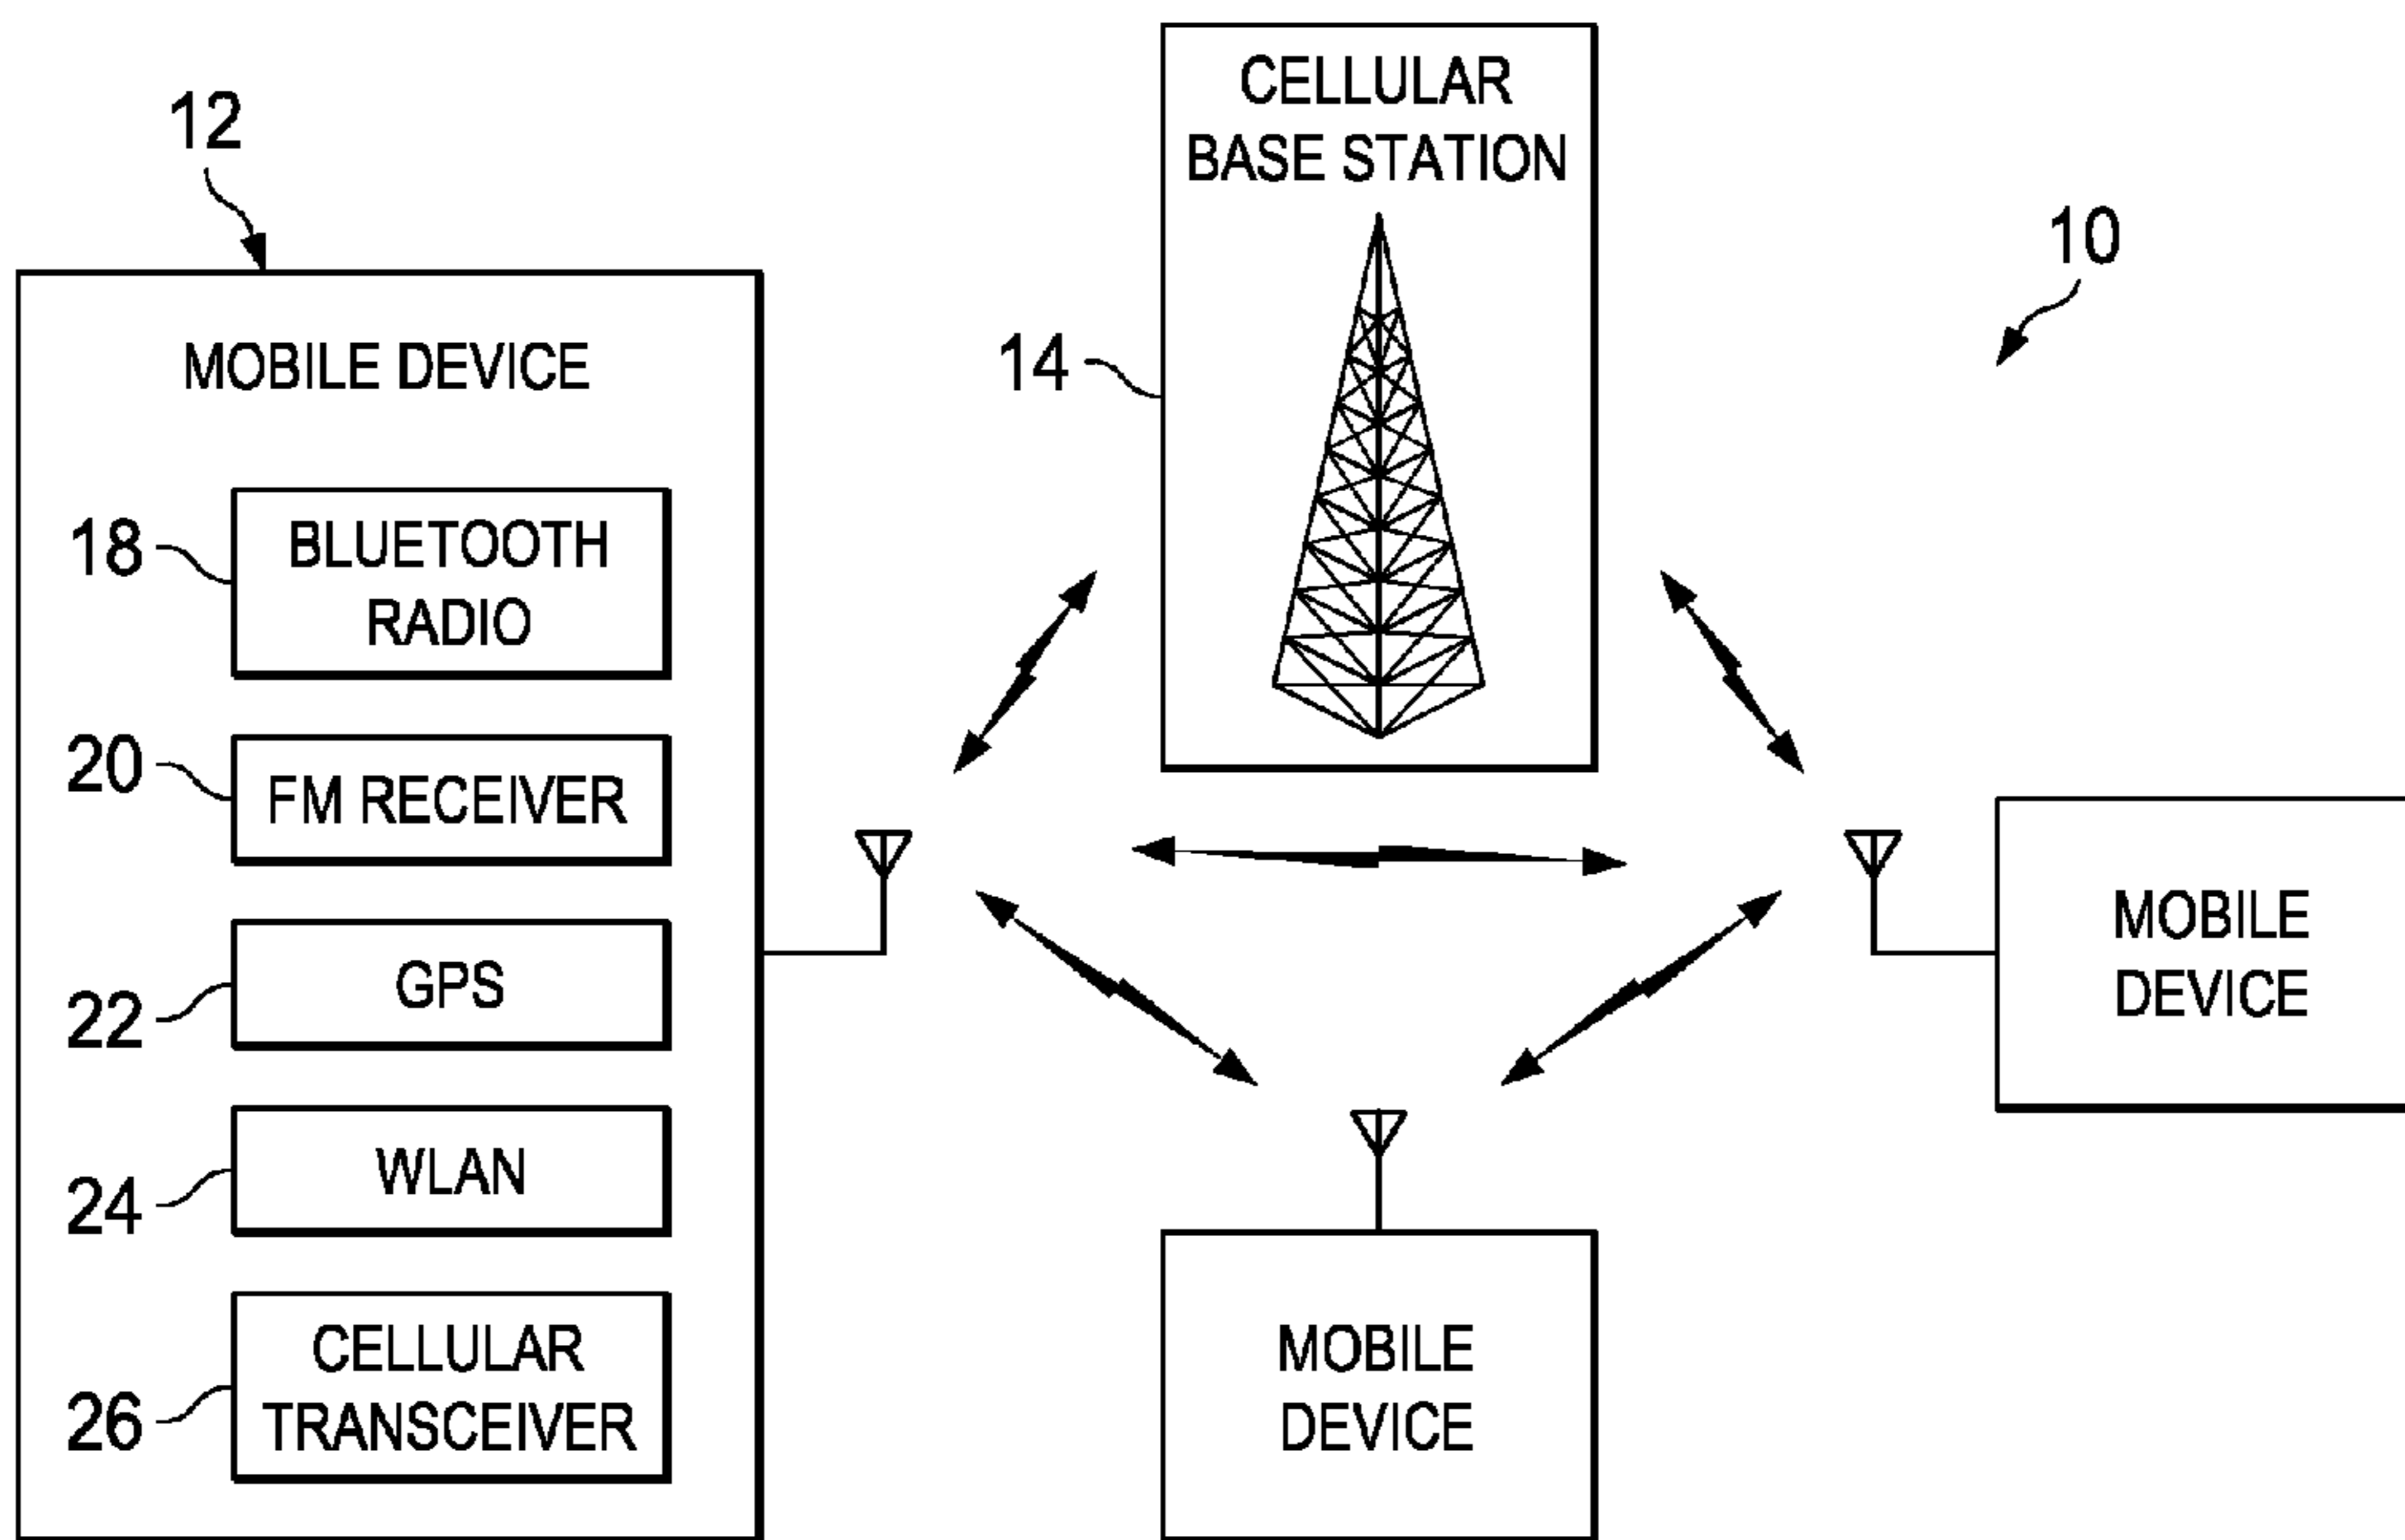 12
MOBILE DEVICE
18
BLUETOOTH
RADIO
20
FM RECEIVER
22
GPS
24
WLAN
26
CELLULAR
TRANSCEIVER
CELLULAR
BASE STATION
14
10
MOBILE
DEVICE
MOBILE
DEVICE